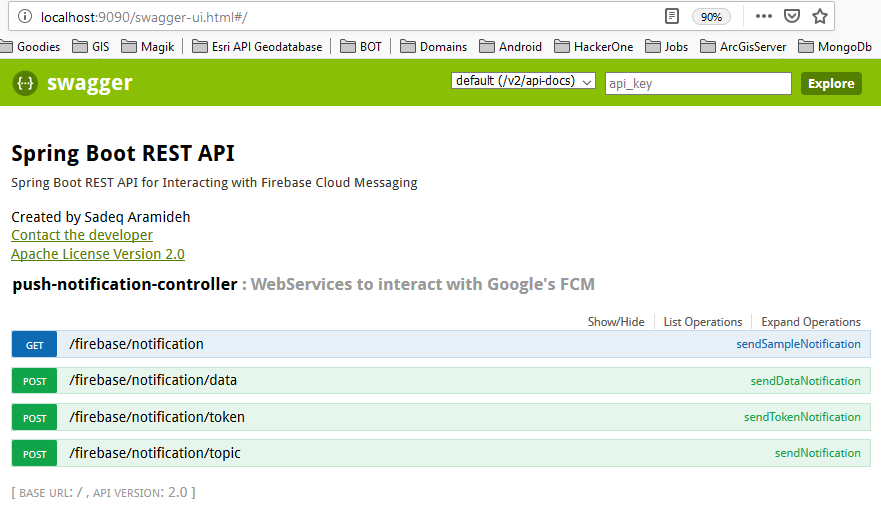 localhost:9090/swagger-ui.html#/ 90%
Goodies GIS Magik Esri API Geodatabase BOT Domains Android HackerOne Jobs ArcGisServer MongoDb
{··} swagger default (/v2/api-docs) api_key Explore
Spring Boot REST API
Spring Boot REST API for Interacting with Firebase Cloud Messaging
Created by Sadeq Aramideh
Contact the developer
Apache License Version 2.0
push-notification-controller : WebServices to interact with Google's FCM
Show/Hide List Operations Expand Operations
GET /firebase/notification sendSampleNotification
POST /firebase/notification/data sendDataNotification
POST /firebase/notification/token sendTokenNotification
POST /firebase/notification/topic sendNotification
[ BASE URL: / , API VERSION: 2.0 ]